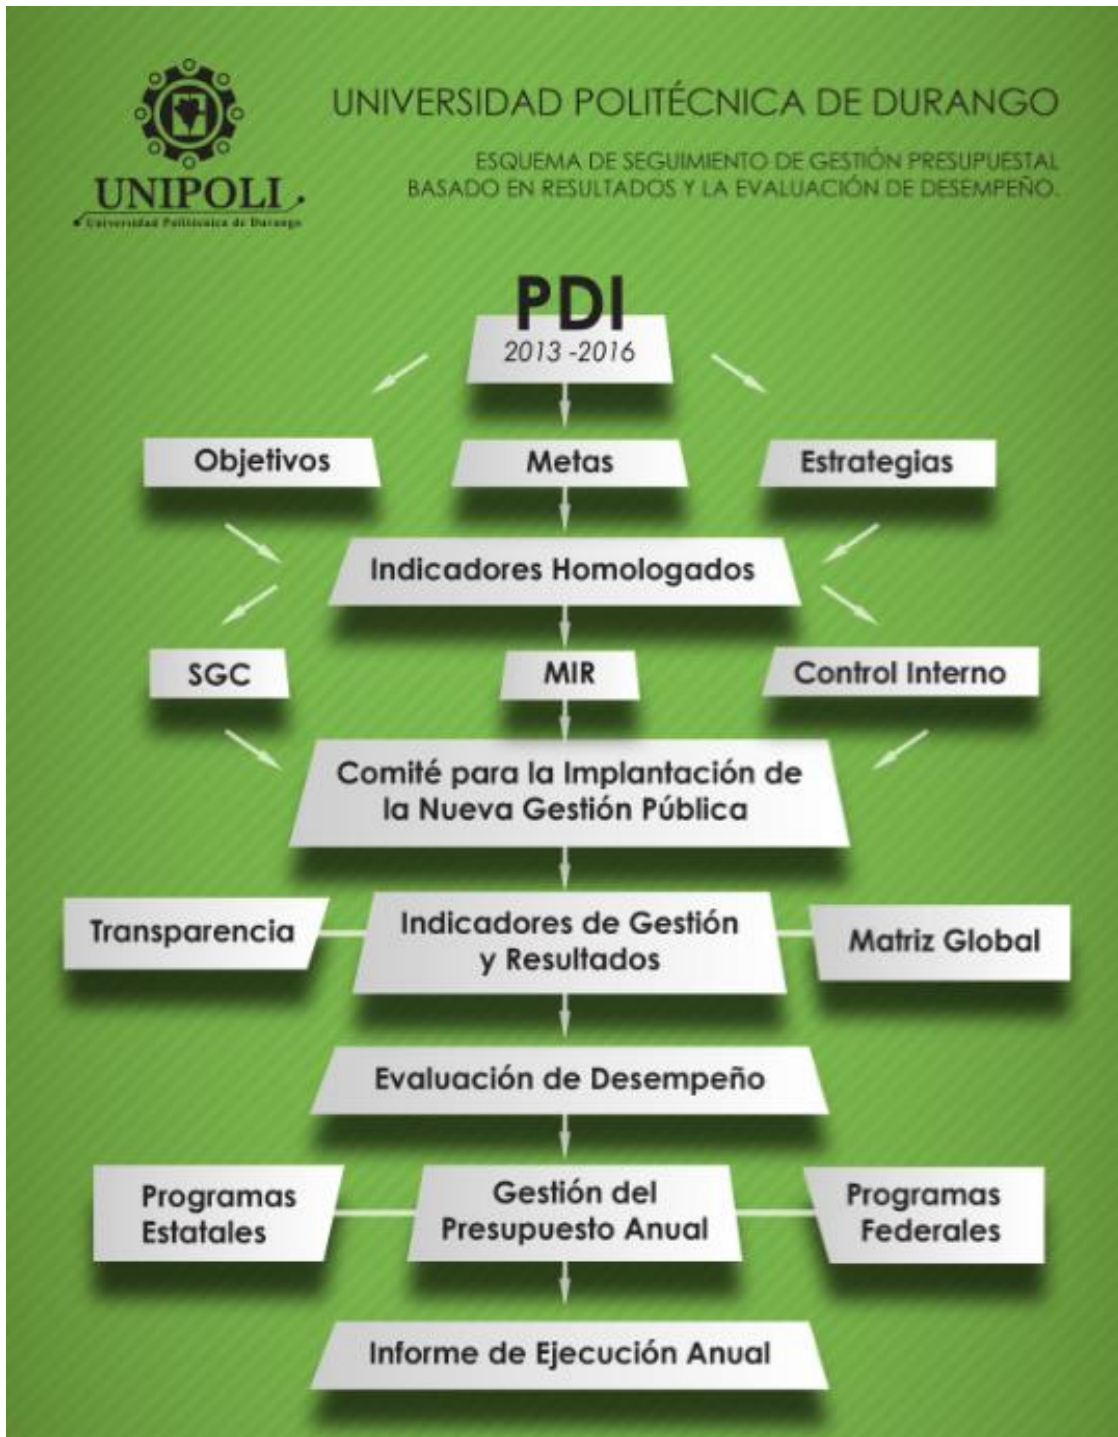 UNIVERSIDAD POLITÉCNICA DE DURANGO
ESQUEMA DE SEGUIMIENTO DE GESTIÓN PRESUPUESTAL
BASADO EN RESULTADOS Y LA EVALUACIÓN DE DESEMPEÑO.
UNIPOLI
Universidad Politécnica de Durango
PDI
2013 -2016
Objetivos
Metas
Estrategias
Indicadores Homologados
SGC
MIR
Control Interno
Comité para la Implantación de
la Nueva Gestión Pública
Transparencia
Indicadores de Gestión
y Resultados
Matriz Global
Evaluación de Desempeño
Programas
Estatales
Gestión del
Presupuesto Anual
Programas
Federales
Informe de Ejecución Anual